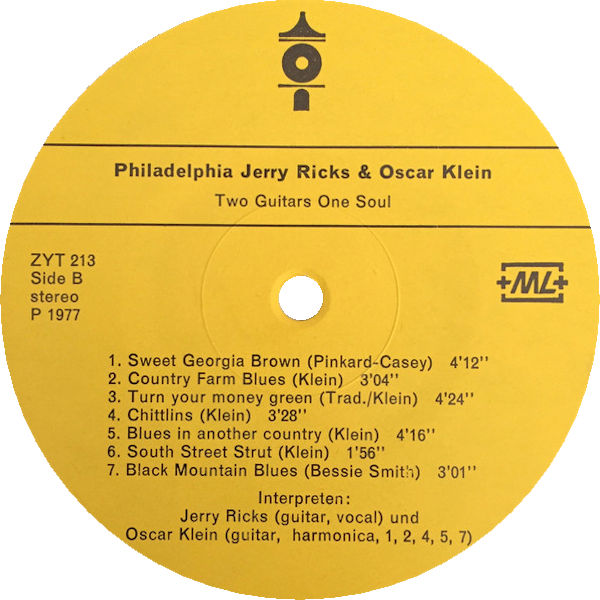 Philadelphia Jerry Ricks & Oscar Klein
Two Guitars One Soul
ZYT 213
Side B
stereo
P 1977
+ML+
1. Sweet Georgia Brown (Pinkard-Casey) 4'12''
2. Country Farm Blues (Klein) 3'04''
3. Turn your money green (Trad./Klein) 4'24''
4. Chittlins (Klein) 3'28''
5. Blues in another country (Klein) 4'16''
6. South Street Strut (Klein) 1'56''
7. Black Mountain Blues (Bessie Smith) 3'01''
Interpreten:
Jerry Ricks (guitar, vocal) und
Oscar Klein (guitar, harmonica, 1, 2, 4, 5, 7)